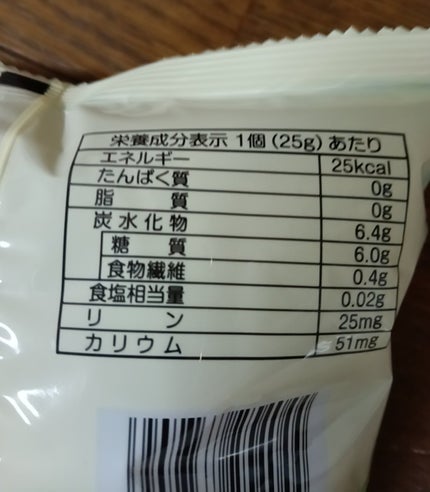 栄養成分表示 1個(25g)あたり
エネルギー 25kcal
たんぱく質 0g
脂質 0g
炭水化物 6.4g
糖質 6.0g
食物繊維 0.4g
食塩相当量 0.02g
リン 25mg
カリウム 51mg